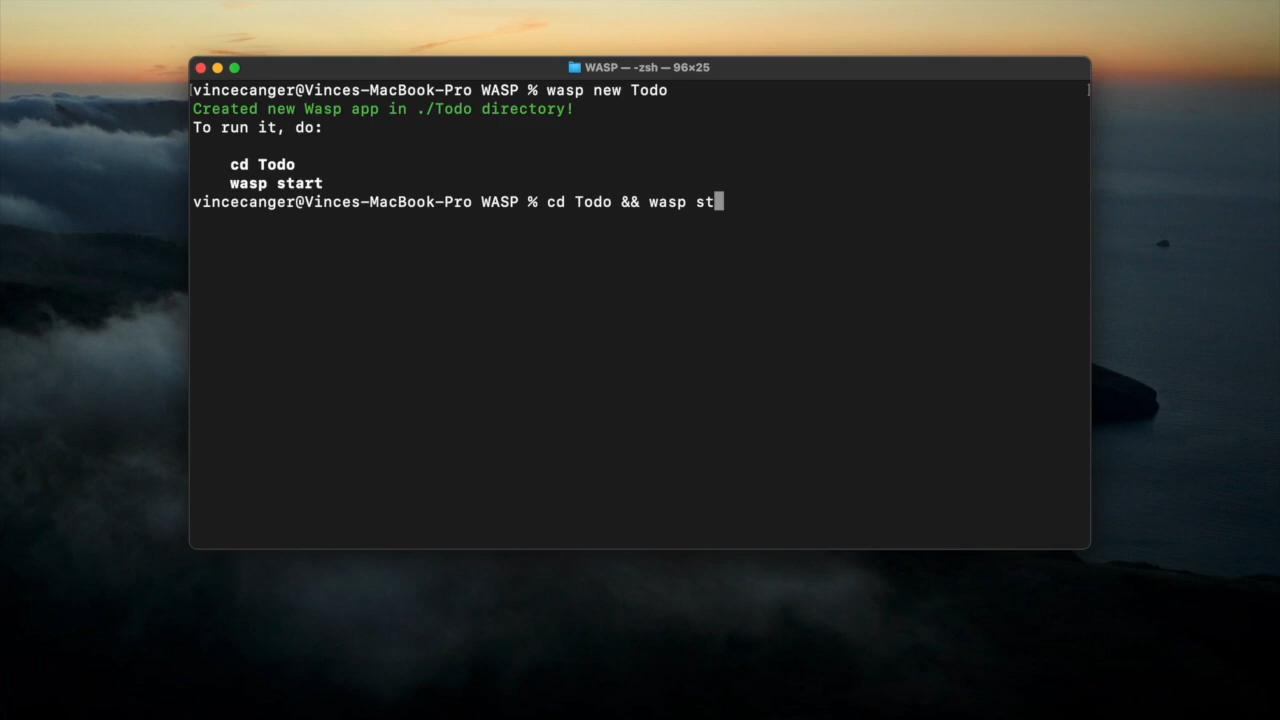 WASP — -zsh — 96×25
vincecanger@Vinces-MacBook-Pro WASP % wasp new Todo
Created new Wasp app in ./Todo directory!
To run it, do:
cd Todo
wasp start
vincecanger@Vinces-MacBook-Pro WASP % cd Todo && wasp st